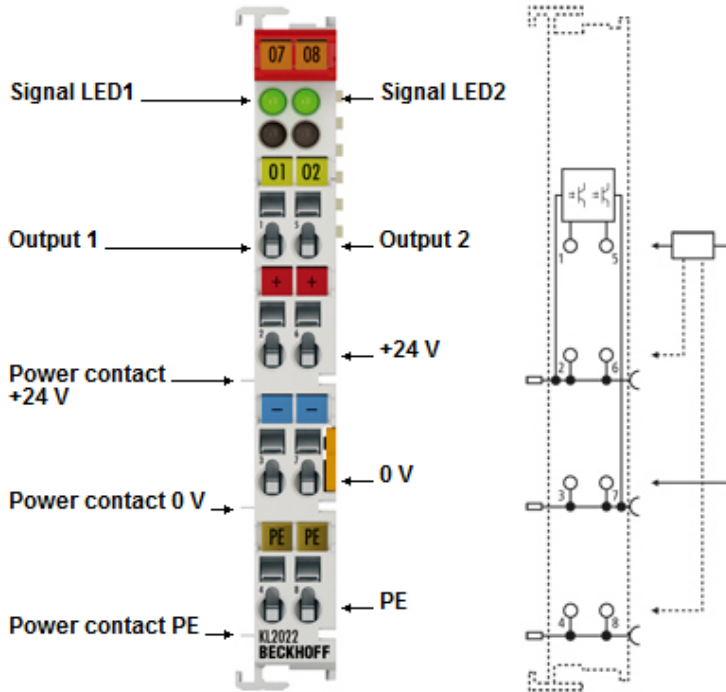 07 08
Signal LED1
Signal LED2
01 02
1 5
Output 1
Output 2
+ +
2 6
+24 V
Power contact
+24 V
− −
3 7
0 V
Power contact 0 V
PE PE
4 8
PE
Power contact PE
KL2022
BECKHOFF
1 5
2 6
3 7
4 8